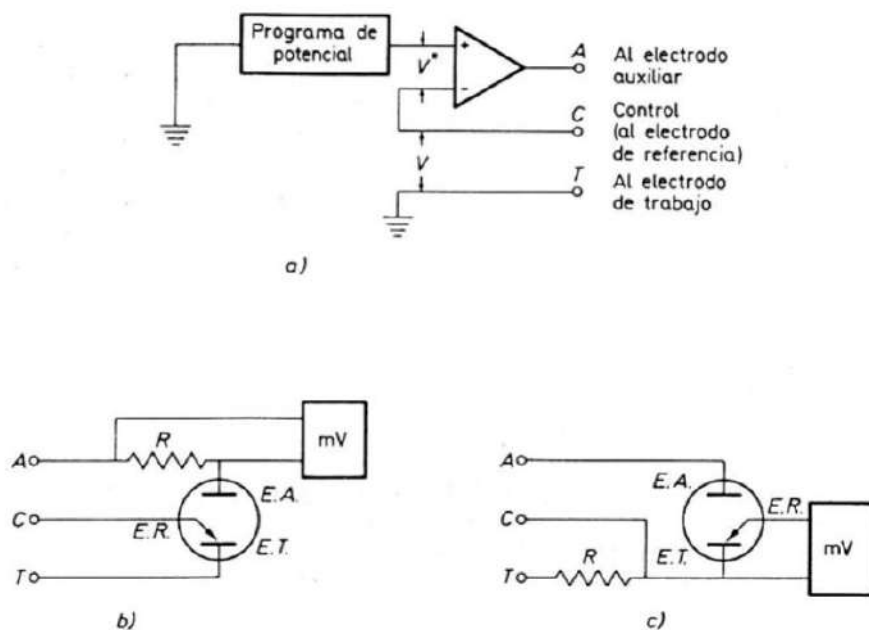 Programa de
potencial
V*
+
-
A
Al electrodo
auxiliar
C
Control
(al electrodo
de referencia)
V
T
Al electrodo
de trabajo
a)
mV
R
A
E.A.
C
E.R.
E.T.
T
b)
A
E.A.
E.R.
C
mV
R
E.T.
T
c)